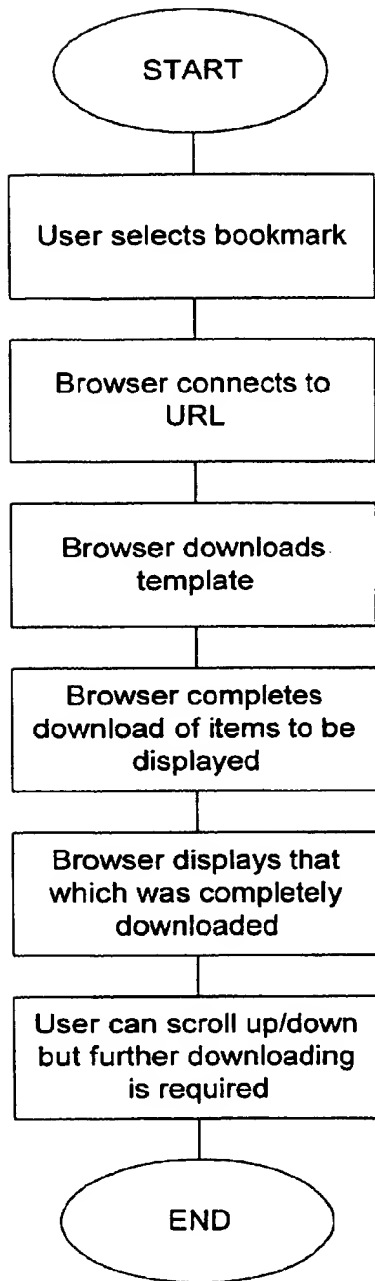 START
User selects bookmark
Browser connects to
URL
Browser downloads
template
Browser completes
download of items to be
displayed
Browser displays that
which was completely
downloaded
User can scroll up/down
but further downloading
is required
END